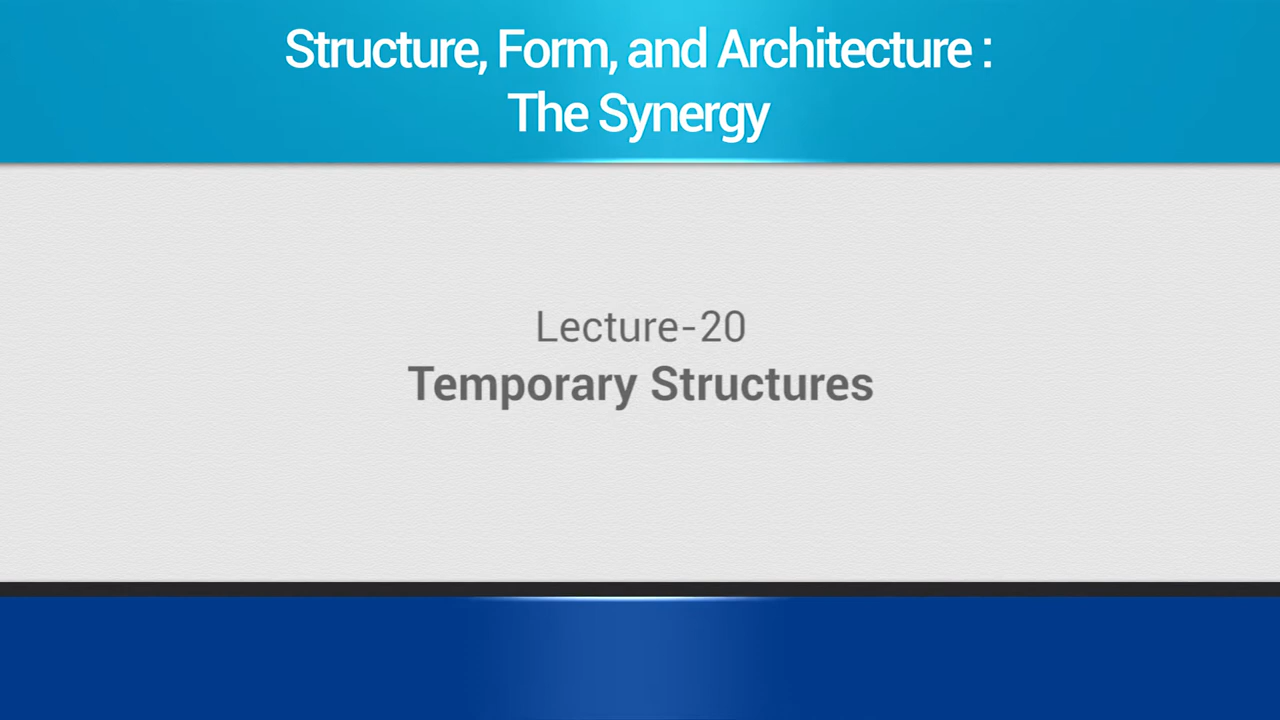 Structure, Form, and Architecture :
The Synergy
Lecture-20
Temporary Structures